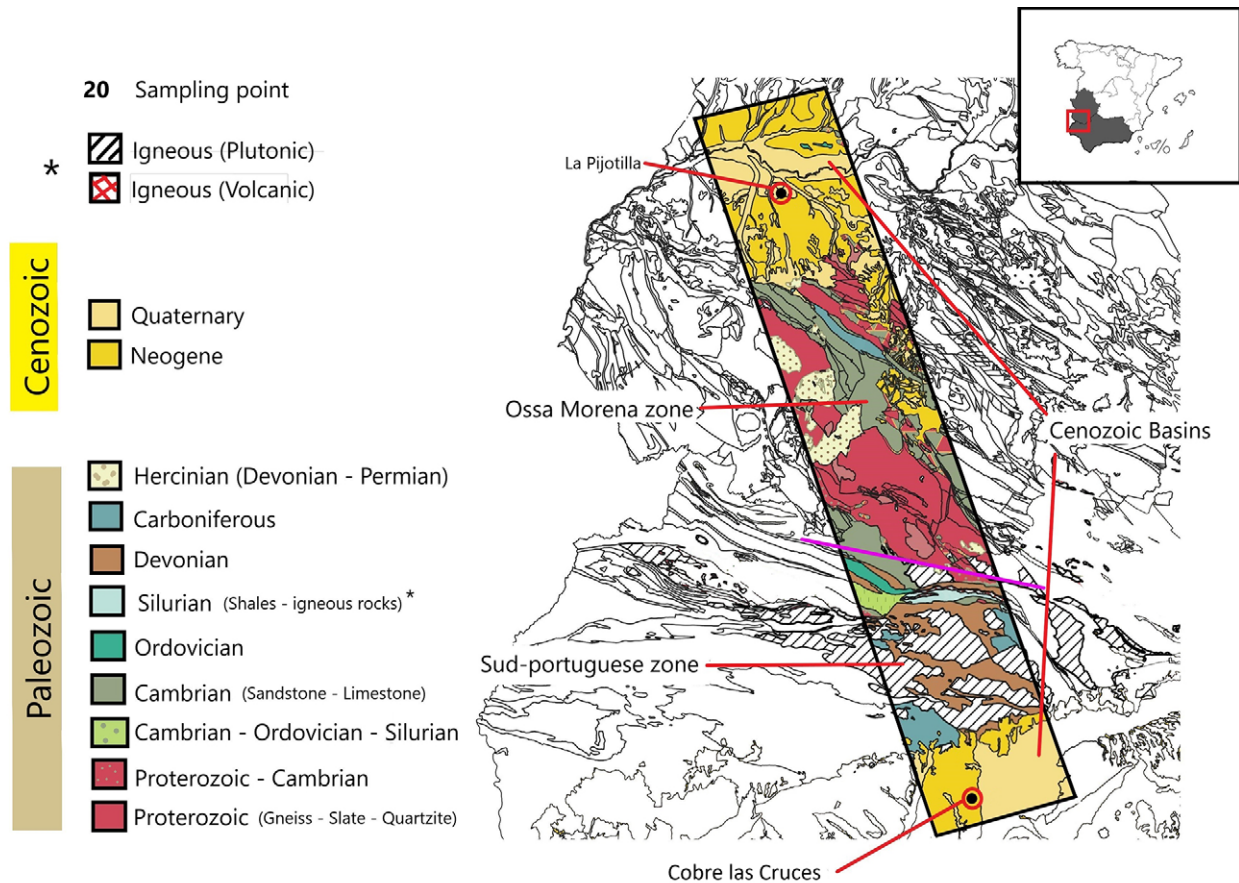 20 Sampling point
*
Igneous (Plutonic)
Igneous (Volcanic)
Cenozoic
Quaternary
Neogene
Paleozoic
Hercinian (Devonian - Permian)
Carboniferous
Devonian
Silurian (Shales - igneous rocks)*
Ordovician
Cambrian (Sandstone - Limestone)
Cambrian - Ordovician - Silurian
Proterozoic - Cambrian
Proterozoic (Gneiss - Slate - Quartzite)
La Pijotilla
Ossa Morena zone
Cenozoic Basins
Sud-portuguese zone
Cobre las Cruces